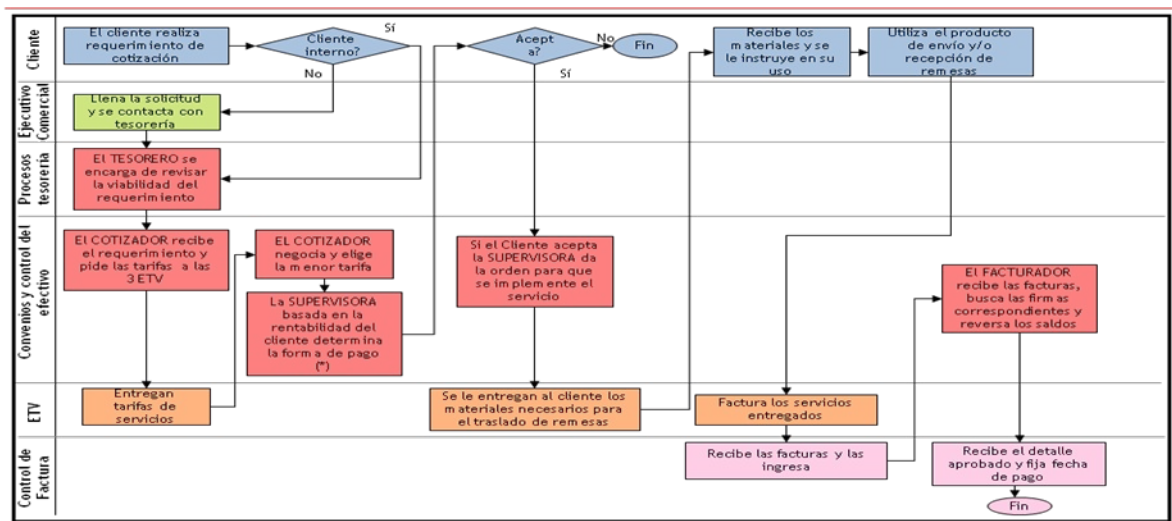 Cliente
El cliente realiza
requerimiento de
cotización
Cliente
interno?
Sí
No
Acept
a?
No
Fin
Sí
Recibe los
materiales y se
le instruye en su
uso
Utiliza el producto
de envío y/o
recepción de
remesas
Ejecutivo
Comercial
Llena la solicitud
y se contacta con
tesorería
Procesos
tesorería
El TESORERO se
encarga de revisar
la viabilidad del
requerimiento
Convenios y control del
efectivo
El COTIZADOR recibe
el requerimiento y
pide las tarifas a las
3 ETV
EL COTIZADOR
negocia y elige
la menor tarifa
La SUPERVISORA
basada en la
rentabilidad del
cliente determina
la forma de pago
(*)
Si el Cliente acepta
la SUPERVISORA da
la orden para que
se implemente el
servicio
El FACTURADOR
recibe las facturas,
busca las firmas
correspondientes y
reversa los saldos
ETV
Entregan
tarifas de
servicios
Se le entregan al cliente los
materiales necesarios para
el traslado de remesas
Factura los servicios
entregados
Control de
Factura
Recibe las facturas y las
ingresa
Recibe el detalle
aprobado y fija fecha
de pago
Fin